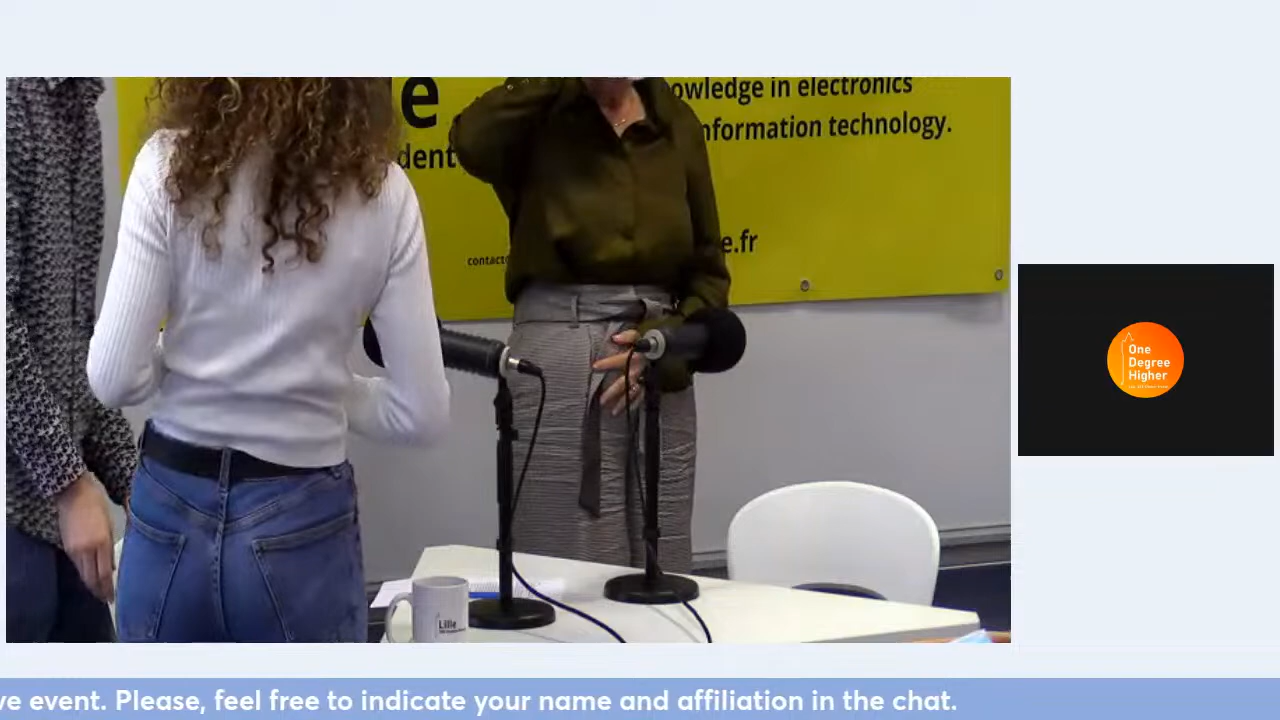 e
owledge in electronics
nformation technology.
dent
e.fr
contact
One
Degree
Higher
Lille
ve event. Please, feel free to indicate your name and affiliation in the chat.